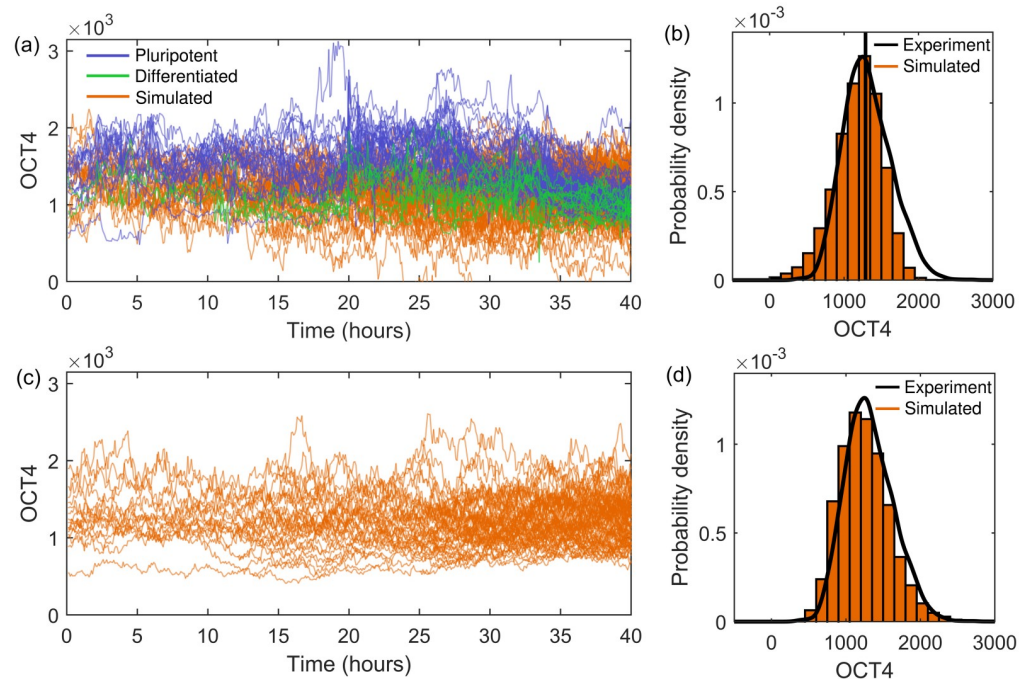 (a)
×10³
3
2
1
0
OCT4
Pluripotent
Differentiated
Simulated
0 5 10 15 20 25 30 35 40
Time (hours)
(b)
×10⁻³
1
0.5
0
Probability density
Experiment
Simulated
0 1000 2000 3000
OCT4
(c)
×10³
3
2
1
0
OCT4
0 5 10 15 20 25 30 35 40
Time (hours)
(d)
×10⁻³
1
0.5
0
Probability density
Experiment
Simulated
0 1000 2000 3000
OCT4